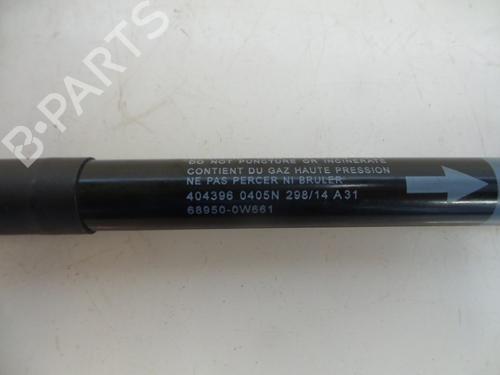 B-PARTS
DO NOT PUNCTURE OR INCINERATE
CONTIENT DU GAZ HAUTE PRESSION
NE PAS PERCER NI BRULER
404396 0405N 298/14 A31
68950-0W661